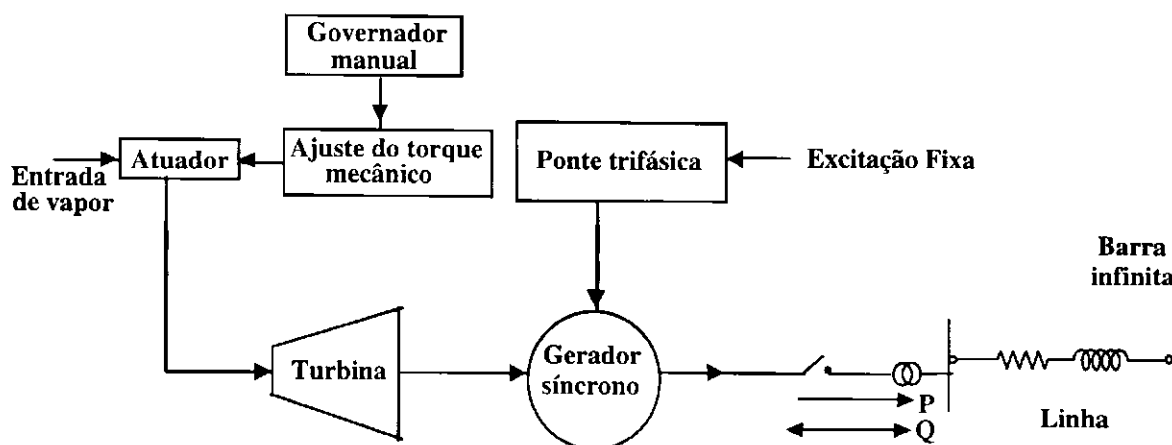 Governador
manual
Atuador
Ajuste do torque
mecânico
Ponte trifásica
Excitação Fixa
Entrada
de vapor
Barra
infinita
Turbina
Gerador
síncrono
P
Q
Linha